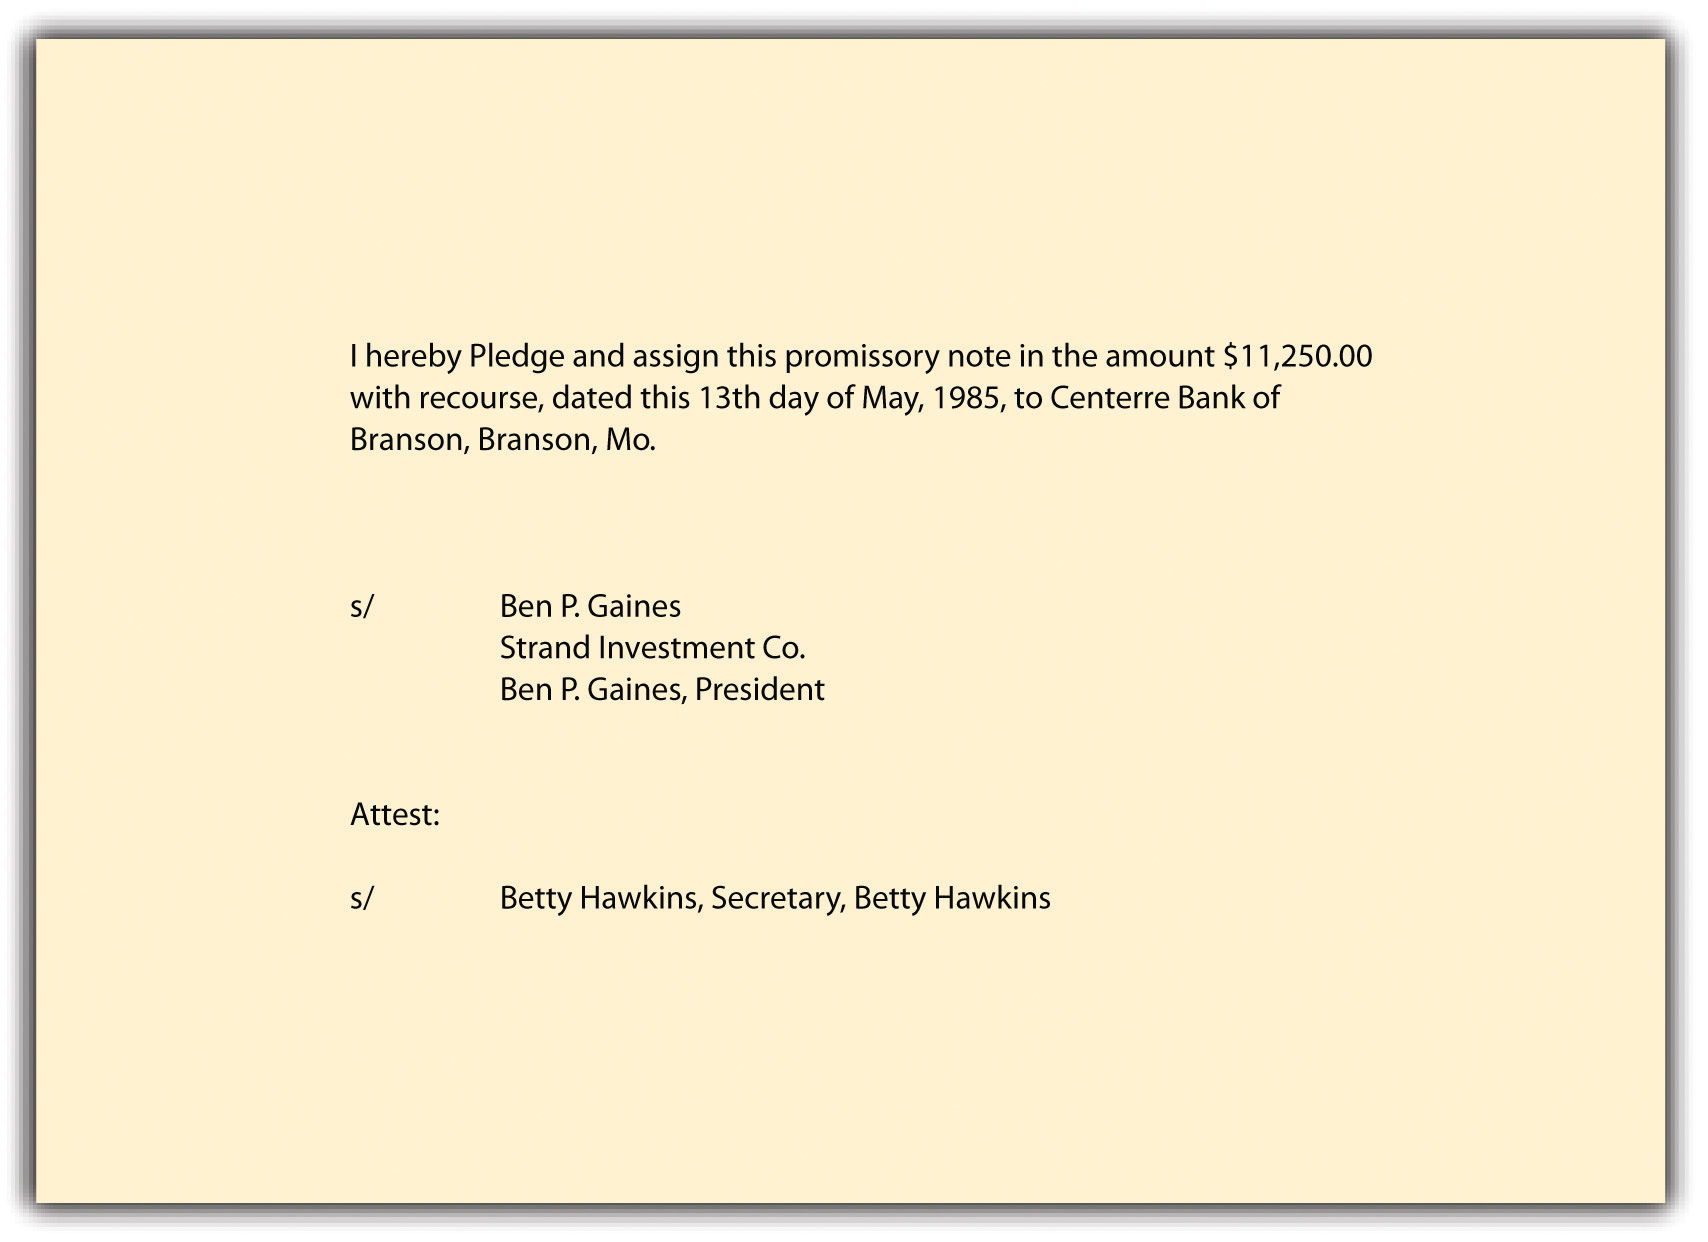 I hereby Pledge and assign this promissory note in the amount $11,250.00
with recourse, dated this 13th day of May, 1985, to Centerre Bank of
Branson, Branson, Mo.
s/ Ben P. Gaines
Strand Investment Co.
Ben P. Gaines, President
Attest:
s/ Betty Hawkins, Secretary, Betty Hawkins